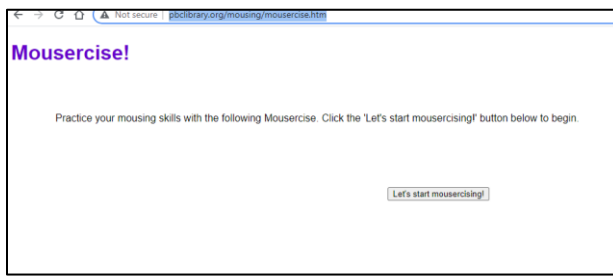 Not secure | pbclibrary.org/mousing/mousercise.htm
Mousercise!
Practice your mousing skills with the following Mousercise. Click the 'Let's start mousercising!' button below to begin.
Let's start mousercising!